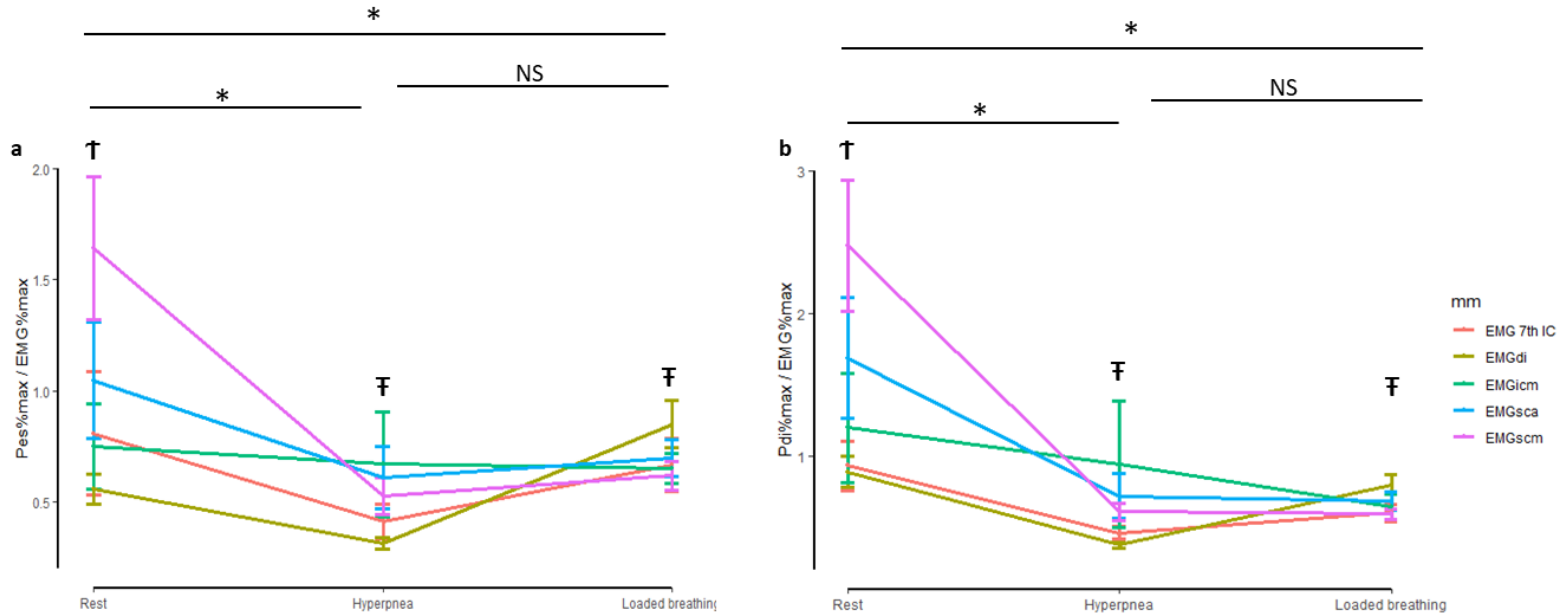 *
*
NS
*
NS
*
a
Ϯ
b
Ϯ
2.0
1.5
1.0
0.5
Pes%max / EMG%max
Ŧ
Ŧ
Rest
Hyperpnea
Loaded breathing
3
2
1
Pdi%max / EMG%max
Ŧ
Ŧ
Rest
Hyperpnea
Loaded breathing
mm
EMG 7th IC
EMGdi
EMGicm
EMGsca
EMGscm